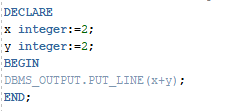 DECLARE
x integer:=2;
y integer:=2;
BEGIN
DBMS_OUTPUT.PUT_LINE(x+y);
END;